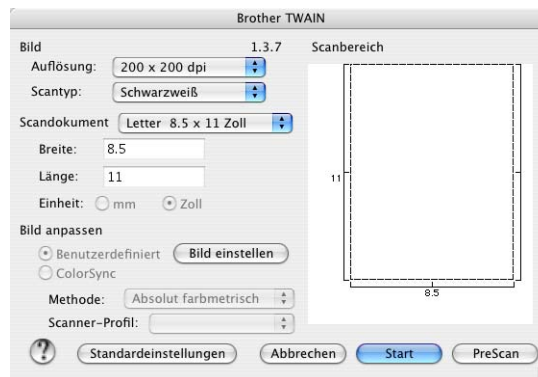 Brother TWAIN
Bild 1.3.7 Scanbereich
Auflösung: 200 x 200 dpi
Scantyp: Schwarzweiß
Scandokument Letter 8.5 x 11 Zoll
Breite: 8.5
Länge: 11
Einheit: mm Zoll
11
8.5
Bild anpassen
Benutzerdefiniert Bild einstellen
ColorSync
Methode: Absolut farbmetrisch
Scanner-Profil:
? Standardeinstellungen Abbrechen Start PreScan